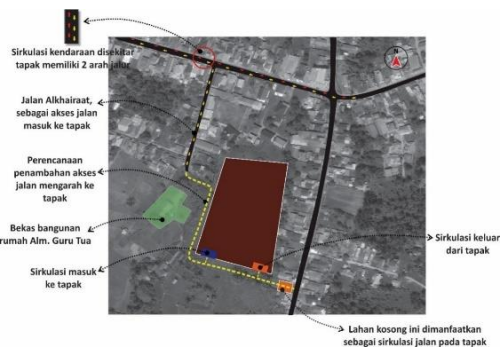 Sirkulasi kendaraan disekitar
tapak memiliki 2 arah jalur
Jalan Alkhairaat,
sebagai akses jalan
masuk ke tapak
Perencanaan
penambahan akses
jalan mengarah ke
tapak
Bekas bangunan
rumah Alm. Guru Tua
Sirkulasi masuk
ke tapak
N
Sirkulasi keluar
dari tapak
Lahan kosong ini dimanfaatkan
sebagai sirkulasi jalan pada tapak